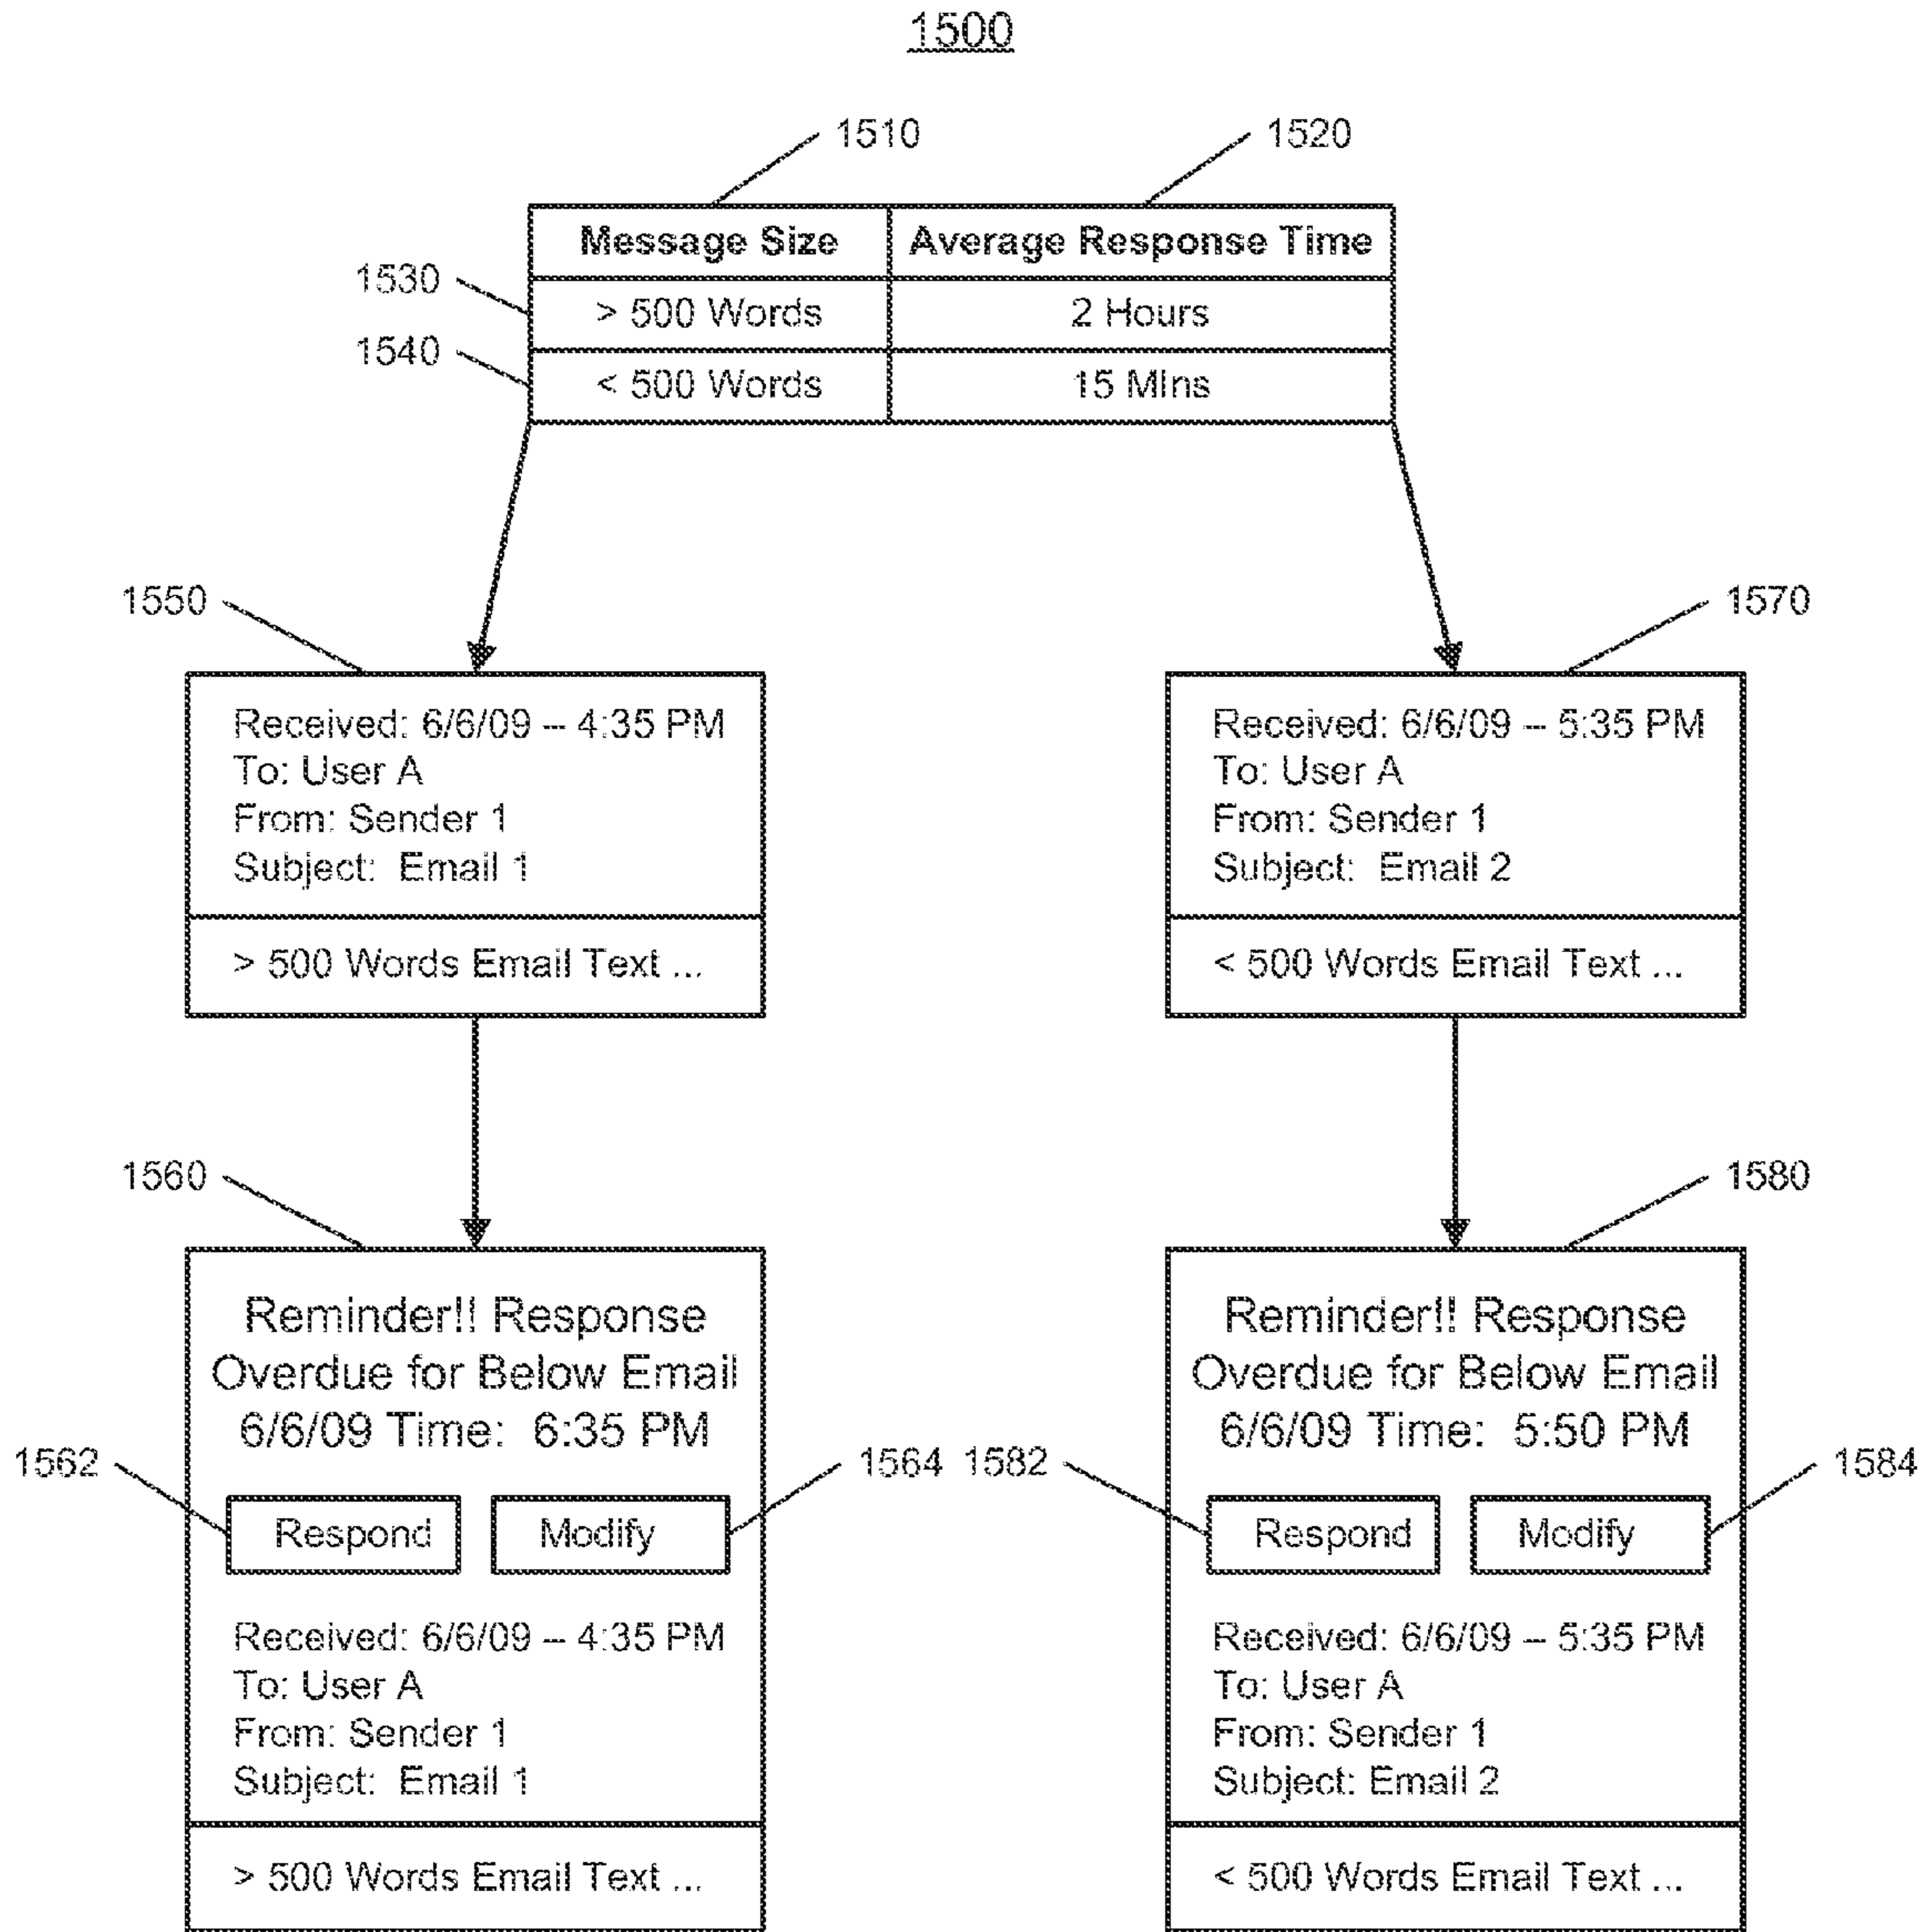 1500
1510
1520
Message Size
Average Response Time
1530
> 500 Words
2 Hours
1540
< 500 Words
15 Mins
1550
Received: 6/6/09 – 4:35 PM
To: User A
From: Sender 1
Subject: Email 1
> 500 Words Email Text ...
1570
Received: 6/6/09 – 5:35 PM
To: User A
From: Sender 1
Subject: Email 2
< 500 Words Email Text ...
1560
Reminder!! Response
Overdue for Below Email
6/6/09 Time: 6:35 PM
1562
1564
Respond
Modify
Received: 6/6/09 – 4:35 PM
To: User A
From: Sender 1
Subject: Email 1
> 500 Words Email Text ...
1580
Reminder!! Response
Overdue for Below Email
6/6/09 Time: 5:50 PM
1582
1584
Respond
Modify
Received: 6/6/09 – 5:35 PM
To: User A
From: Sender 1
Subject: Email 2
< 500 Words Email Text ...